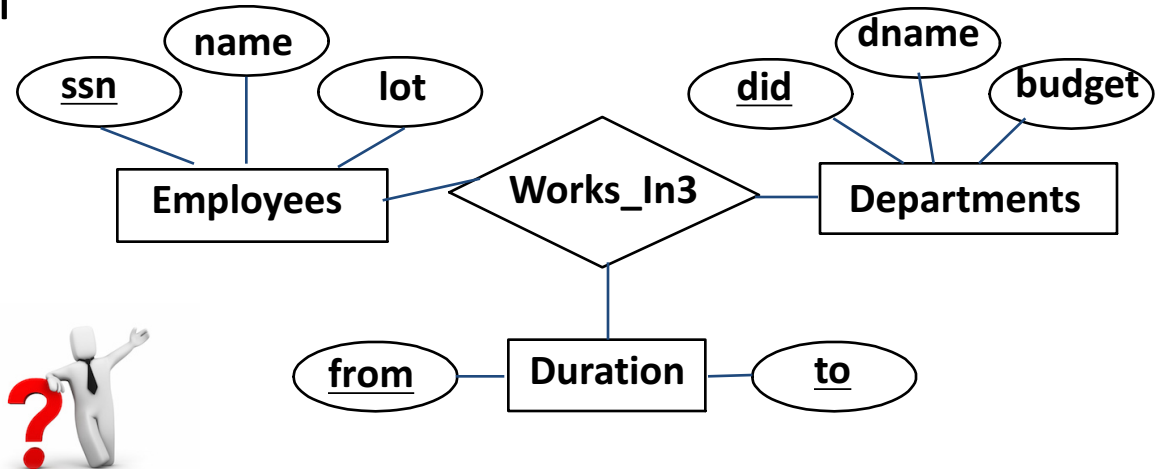 name
ssn
lot
Employees
Works_In3
dname
did
budget
Departments
from
Duration
to
?